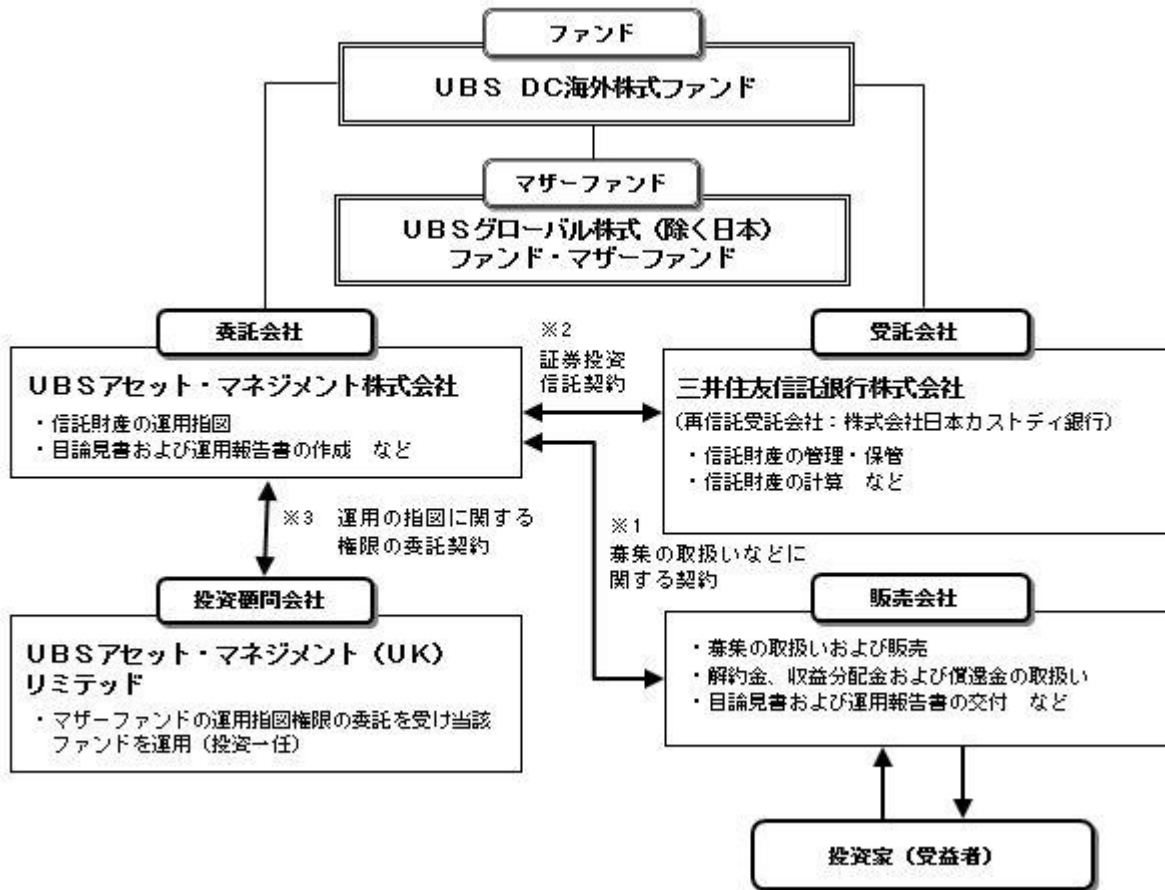 ファンド
UBS DC海外株式ファンド
マザーファンド
UBSグローバル株式(除く日本)
ファンド・マザーファンド
委託会社
UBSアセット・マネジメント株式会社
・信託財産の運用指図
・目論見書および運用報告書の作成 など
※2
証券投資
信託契約
受託会社
三井住友信託銀行株式会社
(再信託受託会社:株式会社日本カストディ銀行)
・信託財産の管理・保管
・信託財産の計算 など
※3 運用の指図に関する
権限の委託契約
※1
募集の取扱いなどに
関する契約
投資顧問会社
UBSアセット・マネジメント(UK)
リミテッド
・マザーファンドの運用指図権限の委託を受け当該
ファンドを運用(投資一任)
販売会社
・募集の取扱いおよび販売
・解約金、収益分配金および償還金の取扱い
・目論見書および運用報告書の交付 など
投資家(受益者)